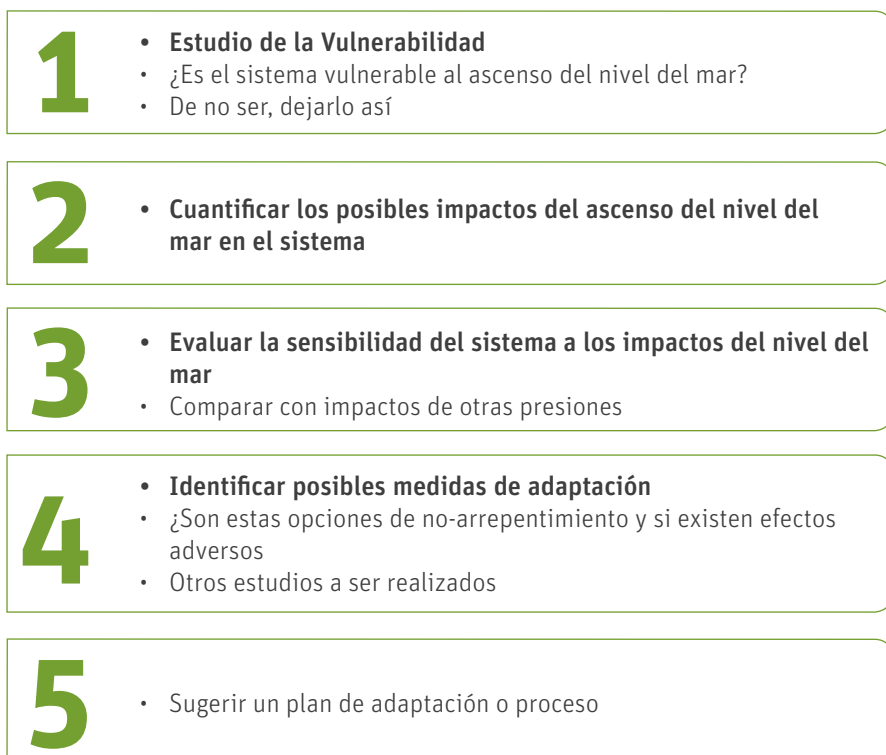 1
• Estudio de la Vulnerabilidad
• ¿Es el sistema vulnerable al ascenso del nivel del mar?
• De no ser, dejarlo así
2
• Cuantificar los posibles impactos del ascenso del nivel del
mar en el sistema
3
• Evaluar la sensibilidad del sistema a los impactos del nivel del
mar
• Comparar con impactos de otras presiones
4
• Identificar posibles medidas de adaptación
• ¿Son estas opciones de no-arrepentimiento y si existen efectos
adversos
• Otros estudios a ser realizados
5
• Sugerir un plan de adaptación o proceso